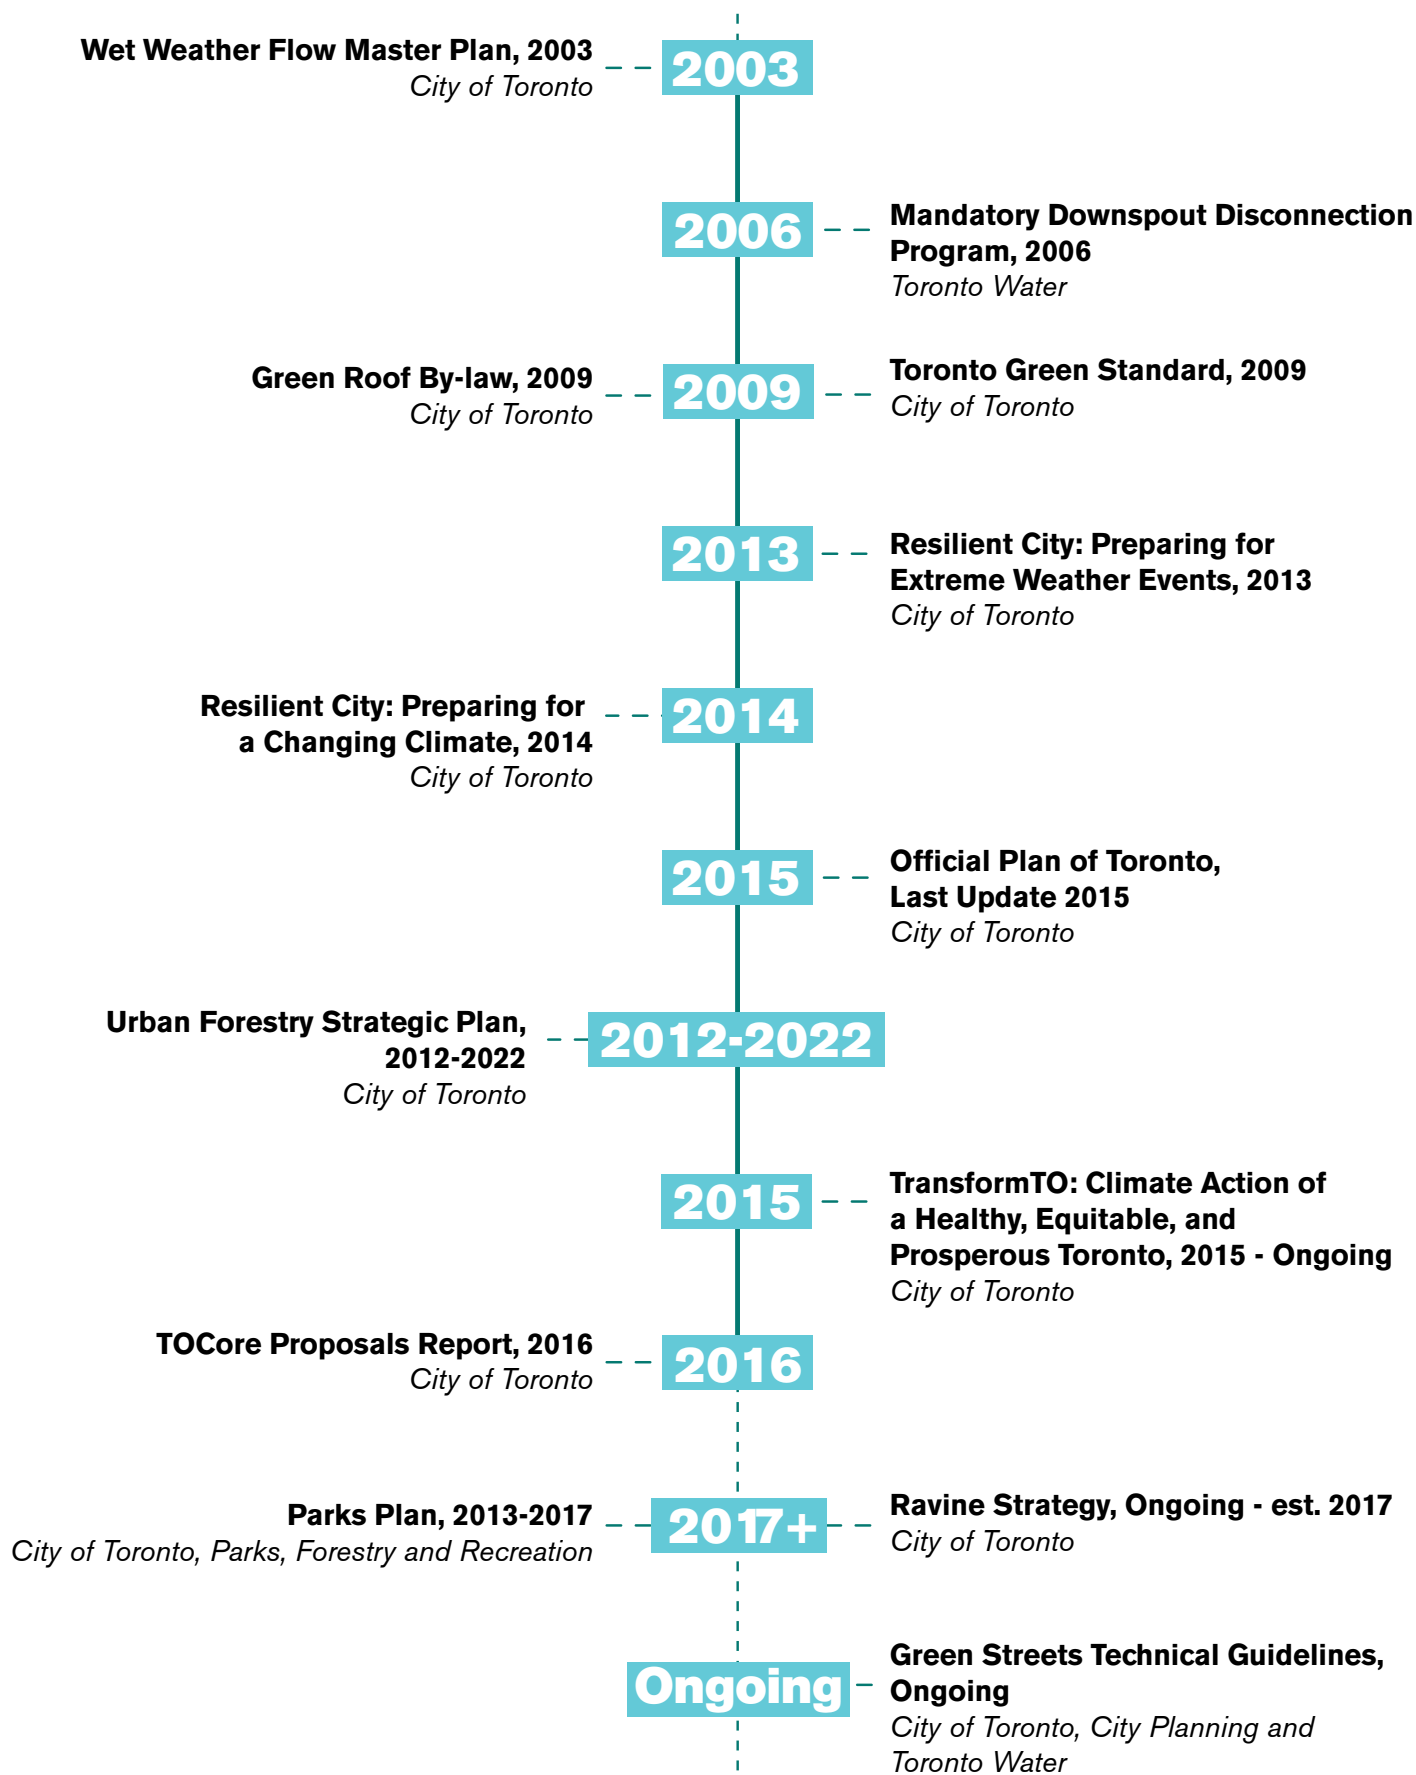 Wet Weather Flow Master Plan, 2003
City of Toronto
2003
2006
Mandatory Downspout Disconnection
Program, 2006
Toronto Water
Green Roof By-law, 2009
City of Toronto
2009
Toronto Green Standard, 2009
City of Toronto
2013
Resilient City: Preparing for
Extreme Weather Events, 2013
City of Toronto
Resilient City: Preparing for
a Changing Climate, 2014
City of Toronto
2014
2015
Official Plan of Toronto,
Last Update 2015
City of Toronto
Urban Forestry Strategic Plan,
2012-2022
City of Toronto
2012-2022
2015
TransformTO: Climate Action of
a Healthy, Equitable, and
Prosperous Toronto, 2015 - Ongoing
City of Toronto
TOCore Proposals Report, 2016
City of Toronto
2016
Parks Plan, 2013-2017
City of Toronto, Parks, Forestry and Recreation
2017+
Ravine Strategy, Ongoing - est. 2017
City of Toronto
Ongoing
Green Streets Technical Guidelines,
Ongoing
City of Toronto, City Planning and
Toronto Water